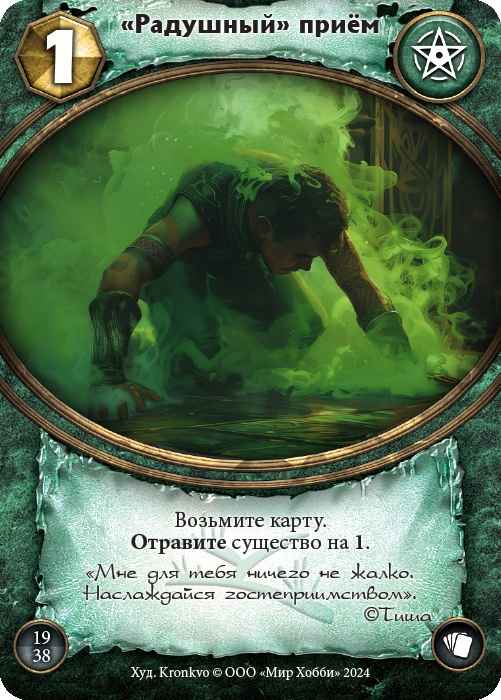 «Радушный» приём
1
Возьмите карту.
Отравите существо на 1.
«Мне для тебя ничего не жалко.
Наслаждайся гостеприимством».
©Тиша
19
38
Худ. Kronkvo © ООО «Мир Хобби» 2024